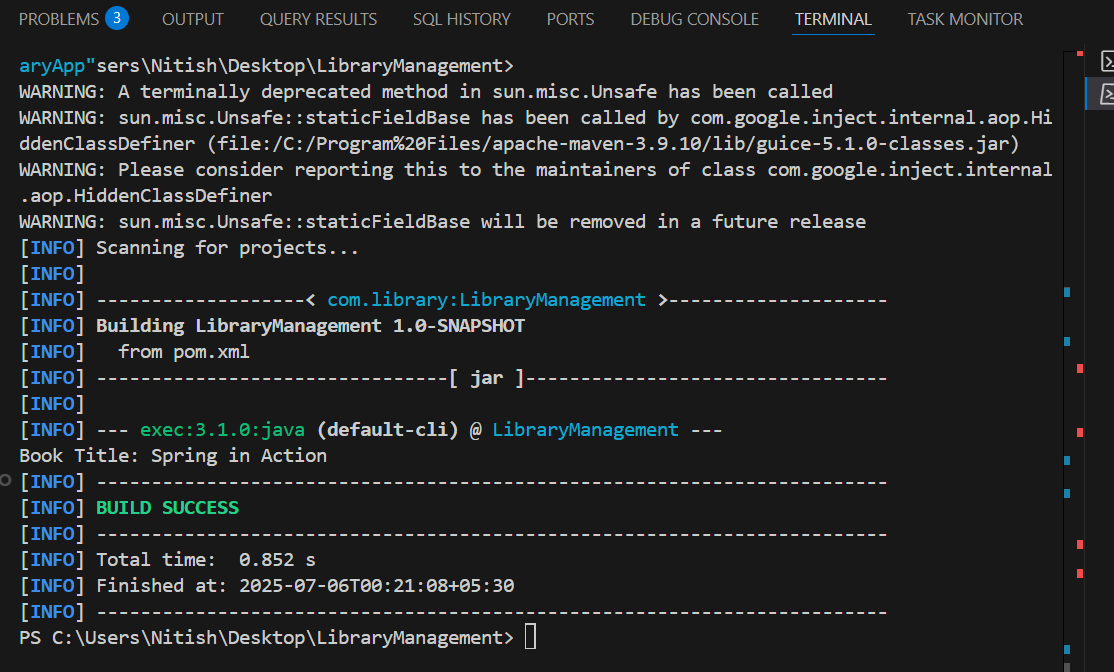 PROBLEMS 3 OUTPUT QUERY RESULTS SQL HISTORY PORTS DEBUG CONSOLE TERMINAL TASK MONITOR
aryApp"sers\Nitish\Desktop\LibraryManagement>
WARNING: A terminally deprecated method in sun.misc.Unsafe has been called
WARNING: sun.misc.Unsafe::staticFieldBase has been called by com.google.inject.internal.aop.Hi
ddenClassDefiner (file:/C:/Program%20Files/apache-maven-3.9.10/lib/guice-5.1.0-classes.jar)
WARNING: Please consider reporting this to the maintainers of class com.google.inject.internal
.aop.HiddenClassDefiner
WARNING: sun.misc.Unsafe::staticFieldBase will be removed in a future release
[INFO] Scanning for projects...
[INFO]
[INFO] -------------------< com.library:LibraryManagement >--------------------
[INFO] Building LibraryManagement 1.0-SNAPSHOT
[INFO]   from pom.xml
[INFO] --------------------------------[ jar ]---------------------------------
[INFO]
[INFO] --- exec:3.1.0:java (default-cli) @ LibraryManagement ---
Book Title: Spring in Action
[INFO] ------------------------------------------------------------------------
[INFO] BUILD SUCCESS
[INFO] ------------------------------------------------------------------------
[INFO] Total time:  0.852 s
[INFO] Finished at: 2025-07-06T00:21:08+05:30
[INFO] ------------------------------------------------------------------------
PS C:\Users\Nitish\Desktop\LibraryManagement>